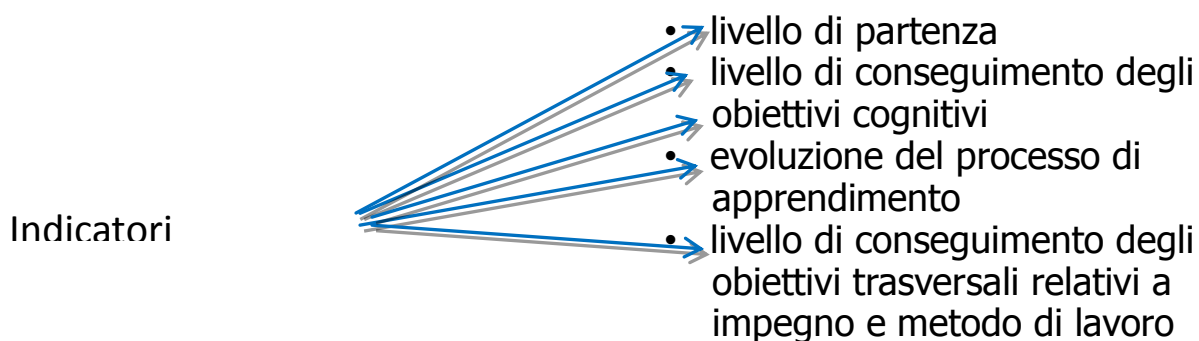 • livello di partenza
• livello di conseguimento degli
obiettivi cognitivi
• evoluzione del processo di
apprendimento
Indicatori
• livello di conseguimento degli
obiettivi trasversali relativi a
impegno e metodo di lavoro